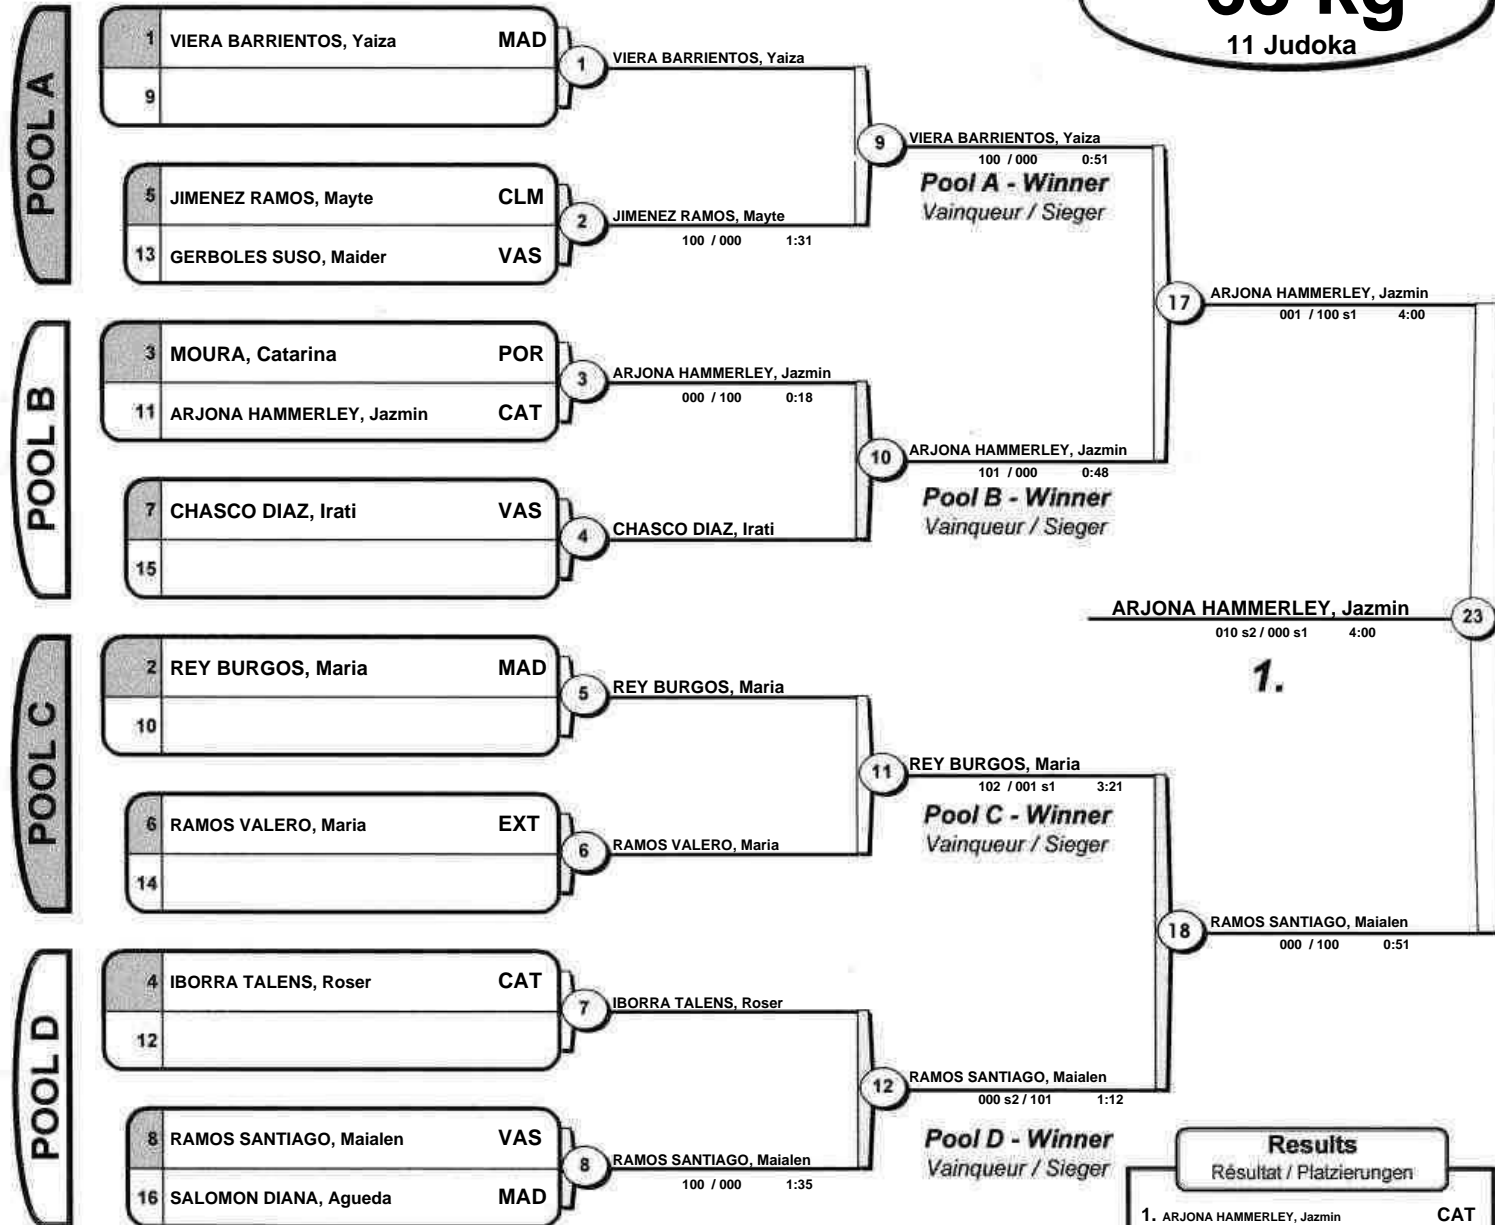 63 kg
11 Judoka
POOL A
1 VIERA BARRIENTOS, Yaiza MAD
9
5 JIMENEZ RAMOS, Mayte CLM
13 GERBOLES SUSO, Maider VAS
1 VIERA BARRIENTOS, Yaiza
2 JIMENEZ RAMOS, Mayte
100 / 000 1:31
9 VIERA BARRIENTOS, Yaiza
100 / 000 0:51
Pool A - Winner
Vainqueur / Sieger
POOL B
3 MOURA, Catarina POR
11 ARJONA HAMMERLEY, Jazmin CAT
7 CHASCO DIAZ, Irati VAS
15
3 ARJONA HAMMERLEY, Jazmin
000 / 100 0:18
4 CHASCO DIAZ, Irati
10 ARJONA HAMMERLEY, Jazmin
101 / 000 0:48
Pool B - Winner
Vainqueur / Sieger
17 ARJONA HAMMERLEY, Jazmin
001 / 100 s1 4:00
ARJONA HAMMERLEY, Jazmin 23
010 s2 / 000 s1 4:00
1.
POOL C
2 REY BURGOS, Maria MAD
10
6 RAMOS VALERO, Maria EXT
14
5 REY BURGOS, Maria
6 RAMOS VALERO, Maria
11 REY BURGOS, Maria
102 / 001 s1 3:21
Pool C - Winner
Vainqueur / Sieger
POOL D
4 IBORRA TALENS, Roser CAT
12
8 RAMOS SANTIAGO, Maialen VAS
16 SALOMON DIANA, Agueda MAD
7 IBORRA TALENS, Roser
8 RAMOS SANTIAGO, Maialen
100 / 000 1:35
12 RAMOS SANTIAGO, Maialen
000 s2 / 101 1:12
Pool D - Winner
Vainqueur / Sieger
18 RAMOS SANTIAGO, Maialen
000 / 100 0:51
Results
Résultat / Platzierungen
1. ARJONA HAMMERLEY, Jazmin CAT